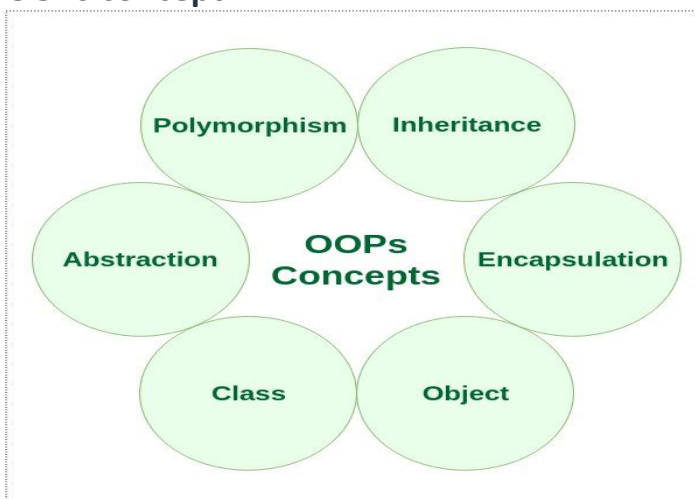 Polymorphism
Inheritance
Abstraction
OOPs
Concepts
Encapsulation
Class
Object